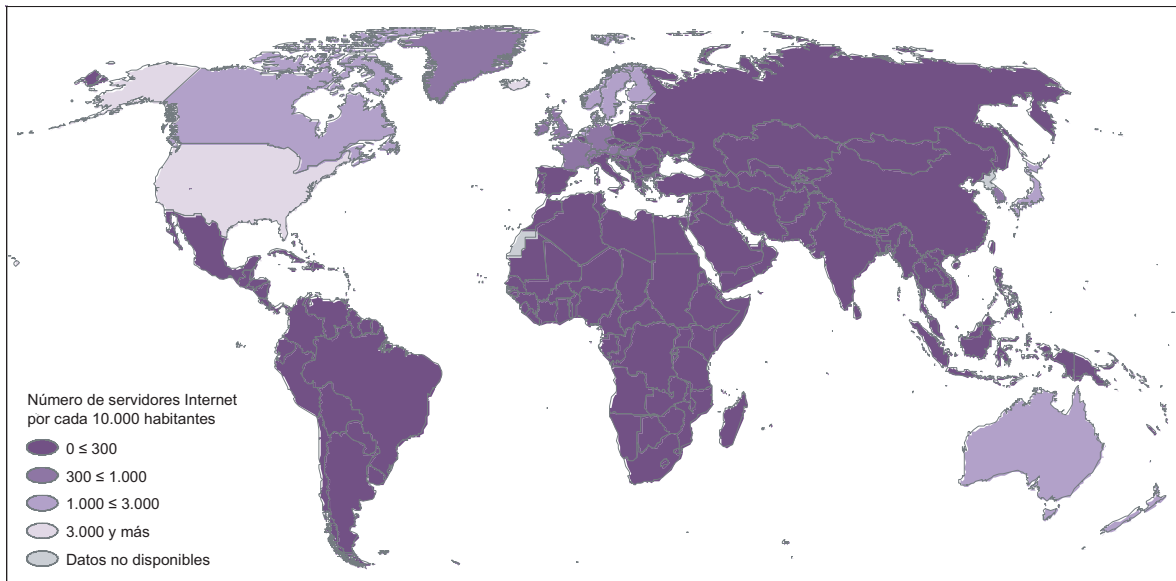 Número de servidores Internet
por cada 10.000 habitantes
0 ≤ 300
300 ≤ 1.000
1.000 ≤ 3.000
3.000 y más
Datos no disponibles